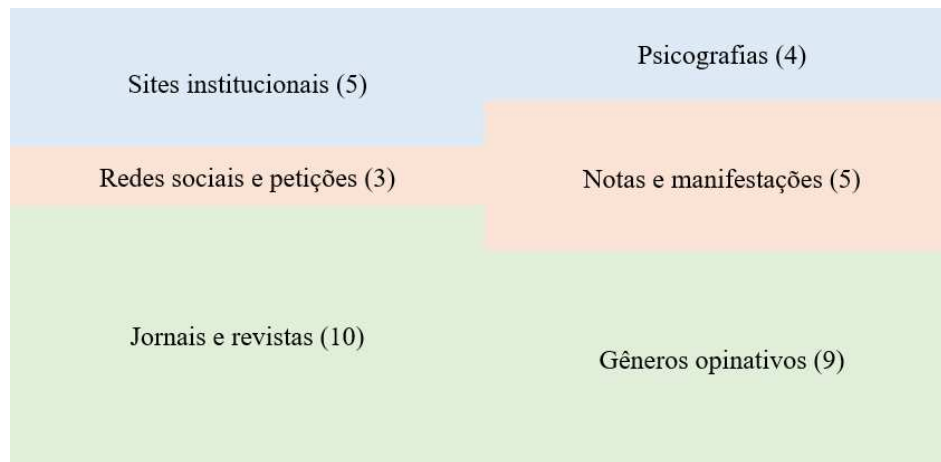 Sites institucionais (5)
Redes sociais e petições (3)
Jornais e revistas (10)
Psicografias (4)
Notas e manifestações (5)
Gêneros opinativos (9)